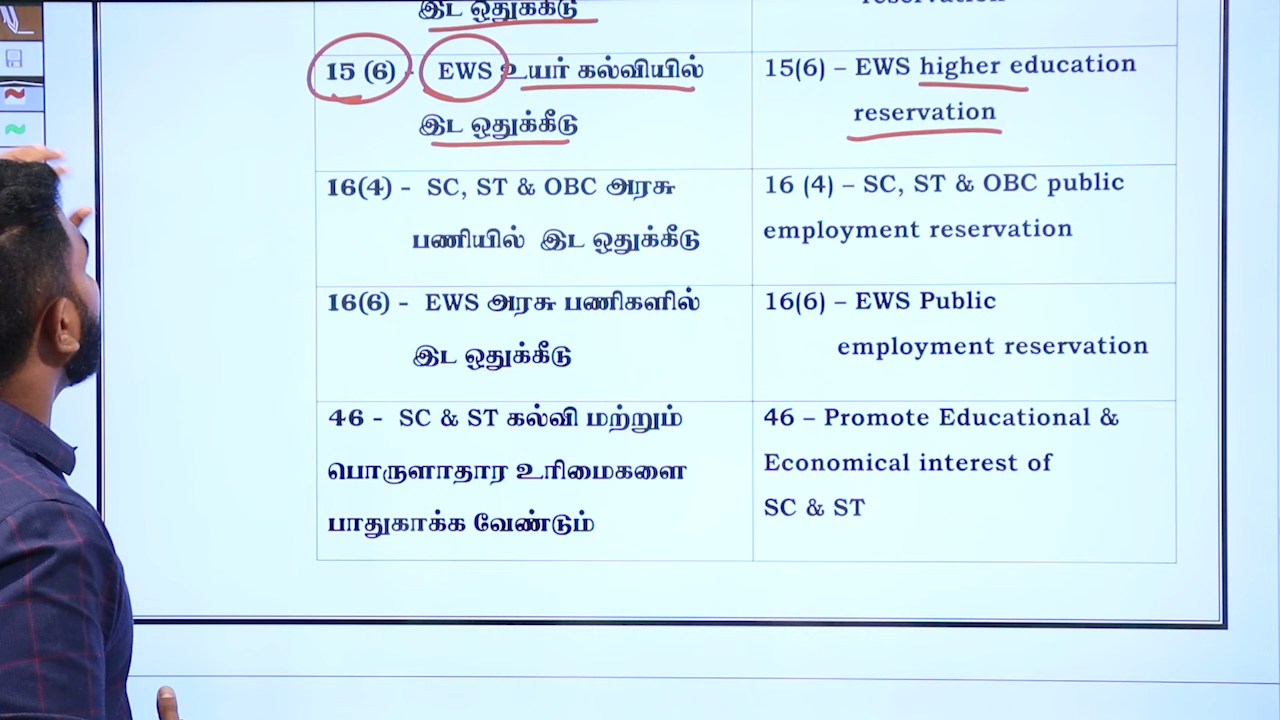 இட ஒதுக்கீடு
reservation
15 (6) - EWS உயர் கல்வியில்
இட ஒதுக்கீடு
15(6) – EWS higher education
reservation
16(4) - SC, ST & OBC அரசு
பணியில் இட ஒதுக்கீடு
16 (4) – SC, ST & OBC public
employment reservation
16(6) - EWS அரசு பணிகளில்
இட ஒதுக்கீடு
16(6) – EWS Public
employment reservation
46 - SC & ST கல்வி மற்றும்
பொருளாதார உரிமைகளை
பாதுகாக்க வேண்டும்
46 – Promote Educational &
Economical interest of
SC & ST